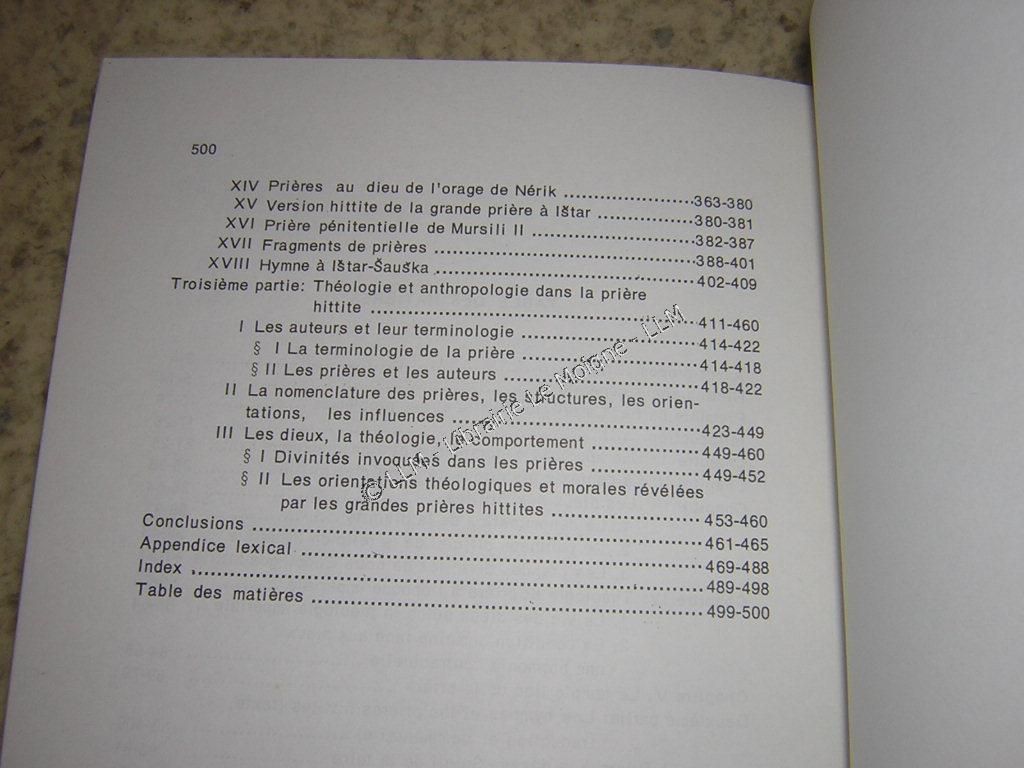 500
XIV Prières au dieu de l'orage de Nérik ........................ 363-380
XV Version hittite de la grande prière à Ištar ................ 380-381
XVI Prière pénitentielle de Mursili II ........................... 382-387
XVII Fragments de prières ............................................ 388-401
XVIII Hymne à Ištar-Šauška ............................................ 402-409
Troisième partie: Théologie et anthropologie dans la prière
hittite ........................................................ 411-460
I Les auteurs et leur terminologie ............................ 414-422
§ I La terminologie de la prière ............................ 414-418
§ II Les prières et les auteurs ............................... 418-422
II La nomenclature des prières, les structures, les orien-
tations, les influences ...................................... 423-449
III Les dieux, la théologie, le comportement ................ 449-460
§ I Divinités invoquées dans les prières ................ 449-452
§ II Les orientations théologiques et morales révélées
par les grandes prières hittites ...................... 453-460
Conclusions ................................................................ 461-465
Appendice lexical ........................................................ 469-488
Index ........................................................................ 489-498
Table des matières ...................................................... 499-500
© LLM - Librairie Le Moigne - LLM